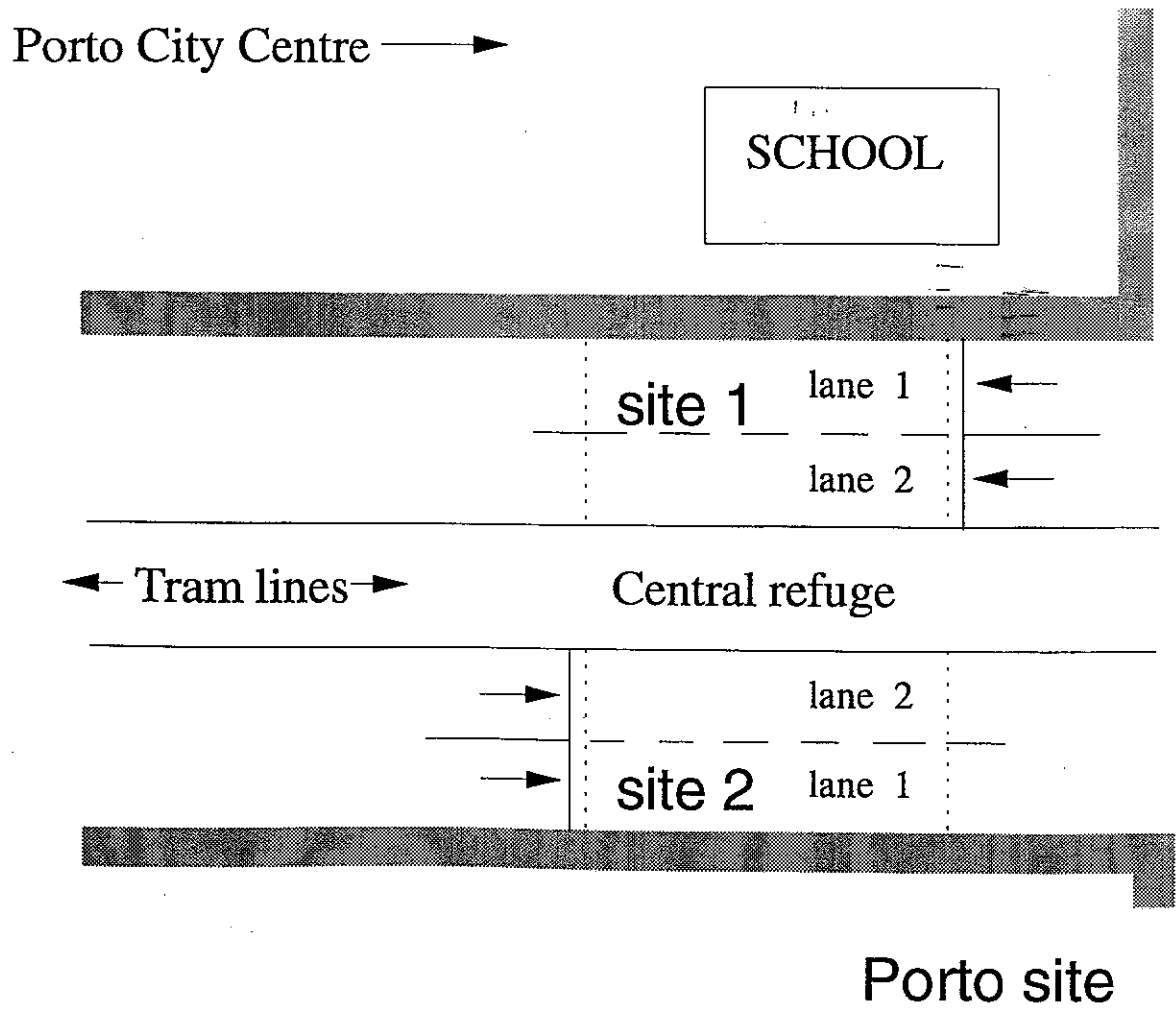 Porto City Centre
SCHOOL
site 1
lane 1
lane 2
Tram lines
Central refuge
lane 2
site 2
lane 1
Porto site